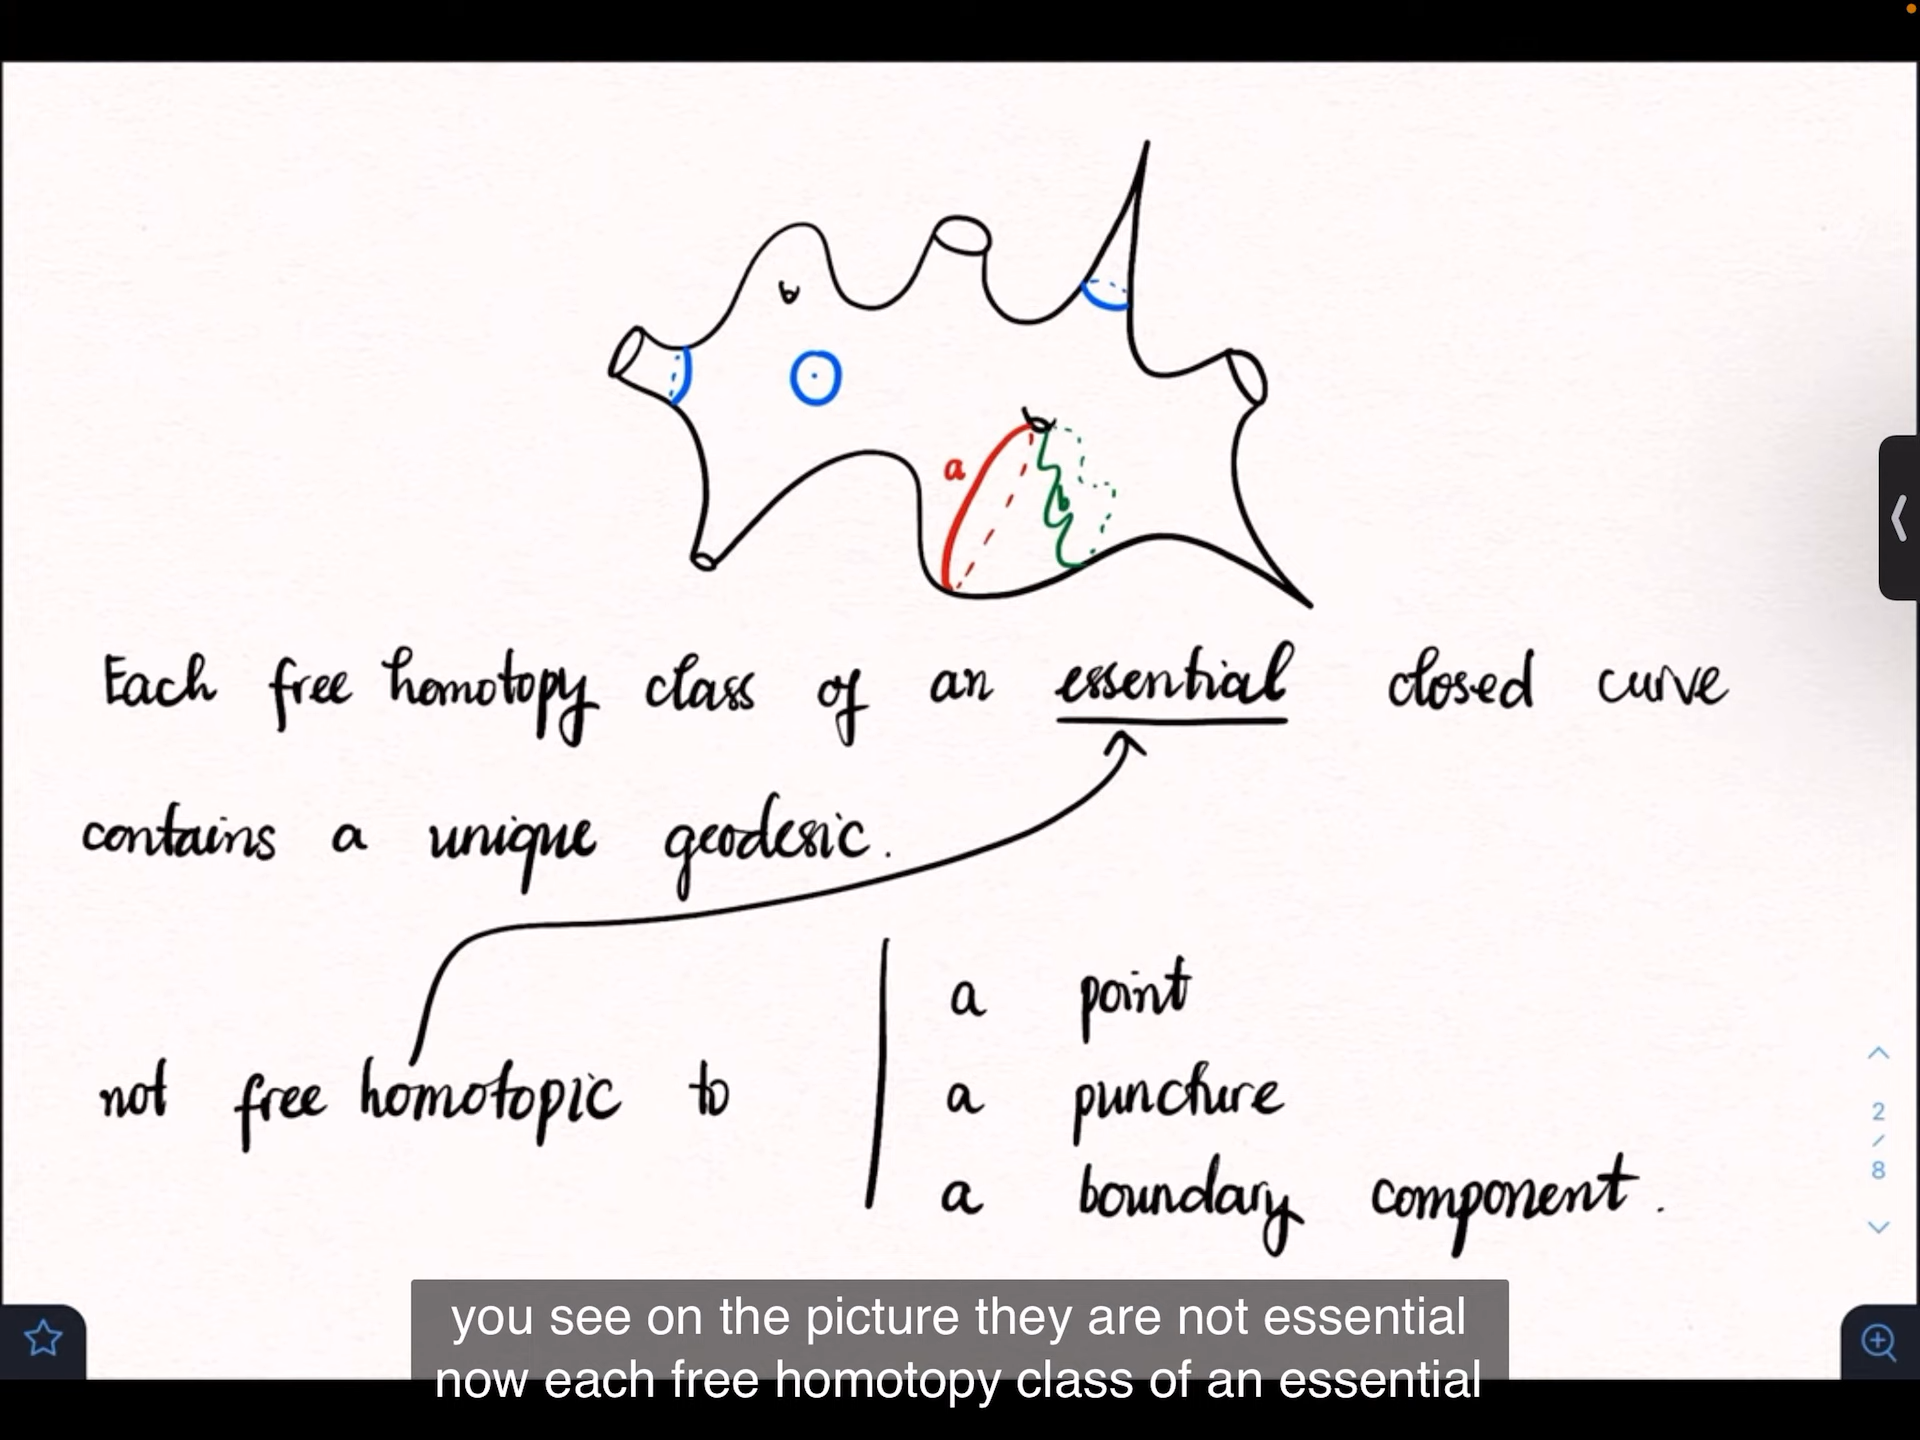 a
b
Each free homotopy class of an essential closed curve
contains a unique geodesic.
a point
not free homotopic to a puncture
a boundary component.
2
/
8
you see on the picture they are not essential
now each free homotopy class of an essential